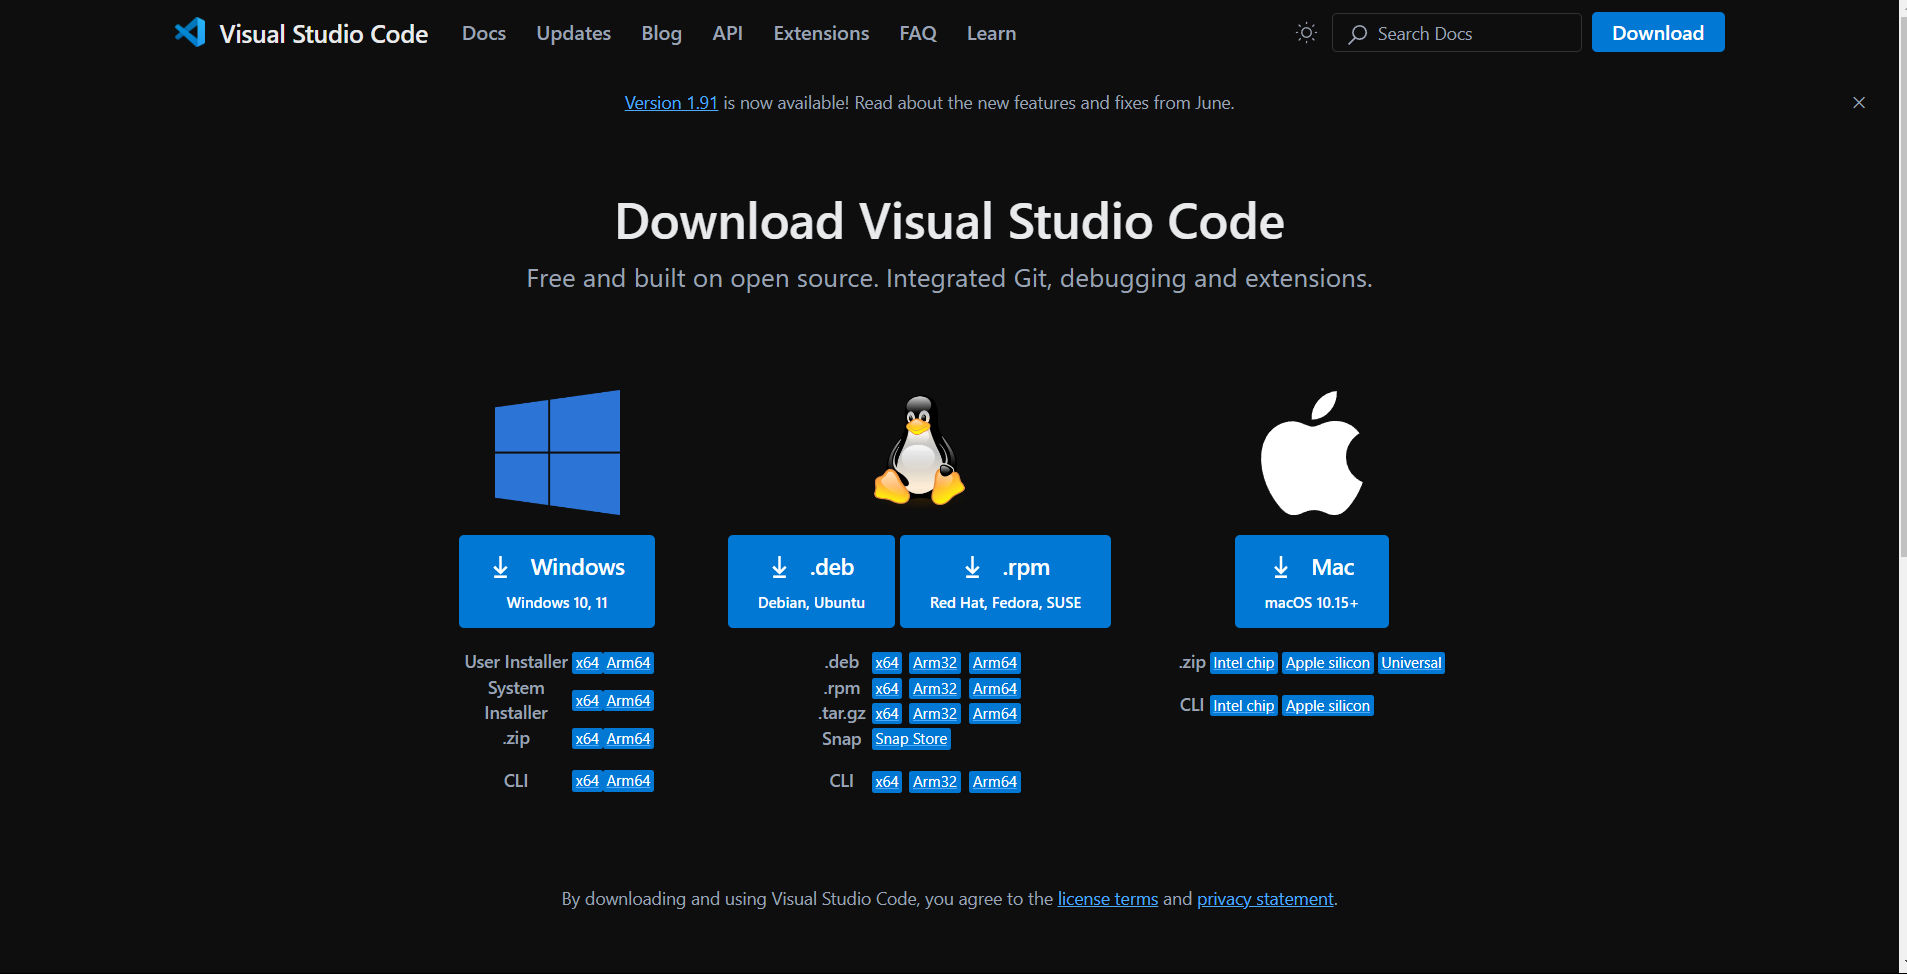 Visual Studio Code Docs Updates Blog API Extensions FAQ Learn Search Docs Download
Version 1.91 is now available! Read about the new features and fixes from June.
Download Visual Studio Code
Free and built on open source. Integrated Git, debugging and extensions.
Windows
Windows 10, 11
.deb
Debian, Ubuntu
.rpm
Red Hat, Fedora, SUSE
Mac
macOS 10.15+
User Installer x64 Arm64
System
Installer x64 Arm64
.zip x64 Arm64
CLI x64 Arm64
.deb x64 Arm32 Arm64
.rpm x64 Arm32 Arm64
.tar.gz x64 Arm32 Arm64
Snap Snap Store
CLI x64 Arm32 Arm64
.zip Intel chip Apple silicon Universal
CLI Intel chip Apple silicon
By downloading and using Visual Studio Code, you agree to the license terms and privacy statement.